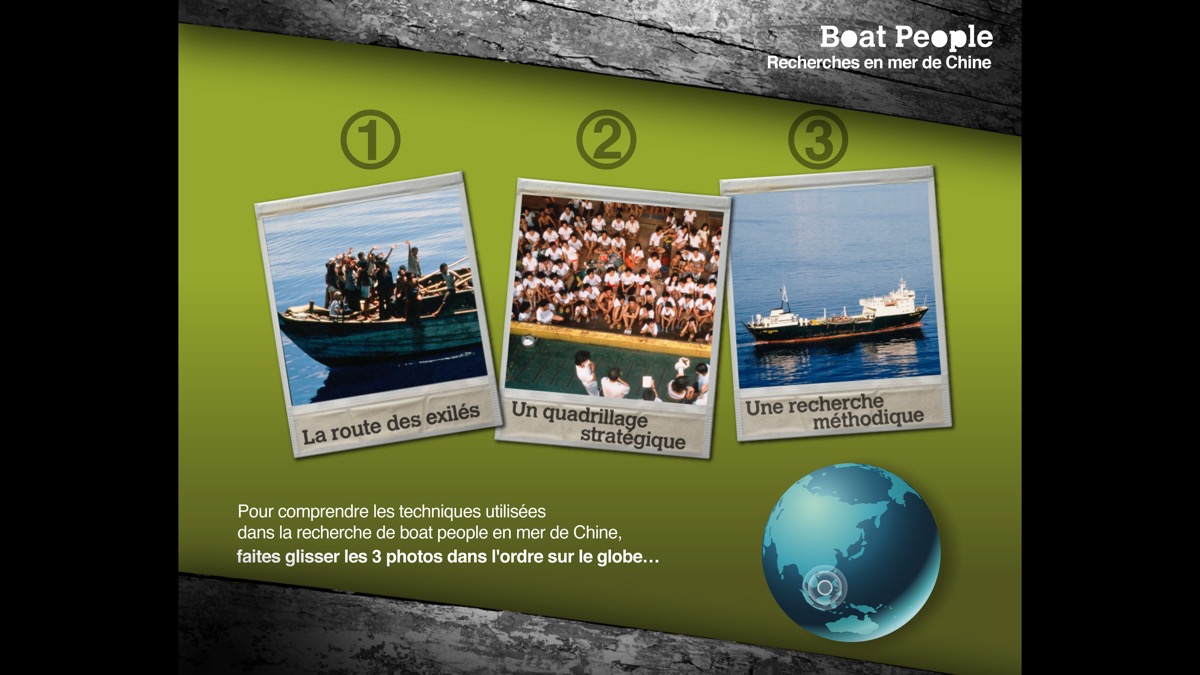 Boat People
Recherches en mer de Chine
1
2
3
La route des exilés
Un quadrillage
stratégique
Une recherche
méthodique
Pour comprendre les techniques utilisées
dans la recherche de boat people en mer de Chine,
faites glisser les 3 photos dans l'ordre sur le globe…